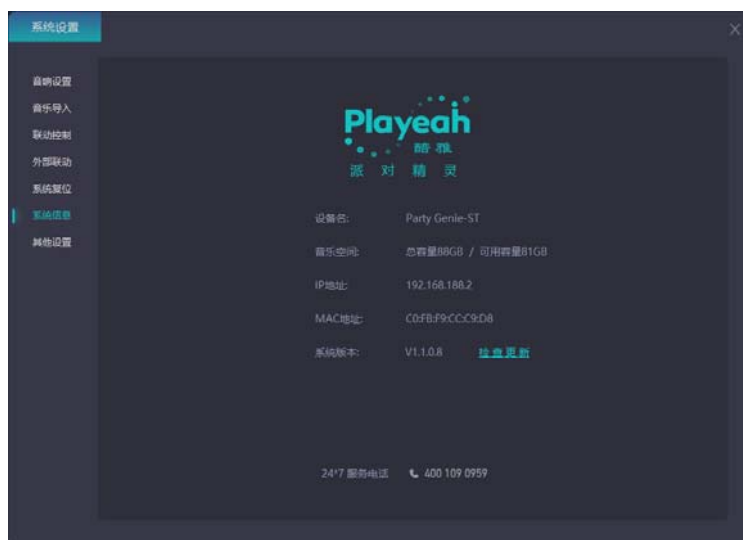 系统设置
音响设置
音乐导入
联动控制
外部联动
系统复位
系统信息
其他设置
Playeah
酷雅
派对精灵
设备名: Party Genie-ST
音乐空间: 总容量88GB / 可用容量81GB
IP地址: 192.168.188.2
MAC地址: C0:FB:F9:CC:C9:D8
系统版本: V1.1.0.8 检查更新
24*7 服务电话 400 109 0959